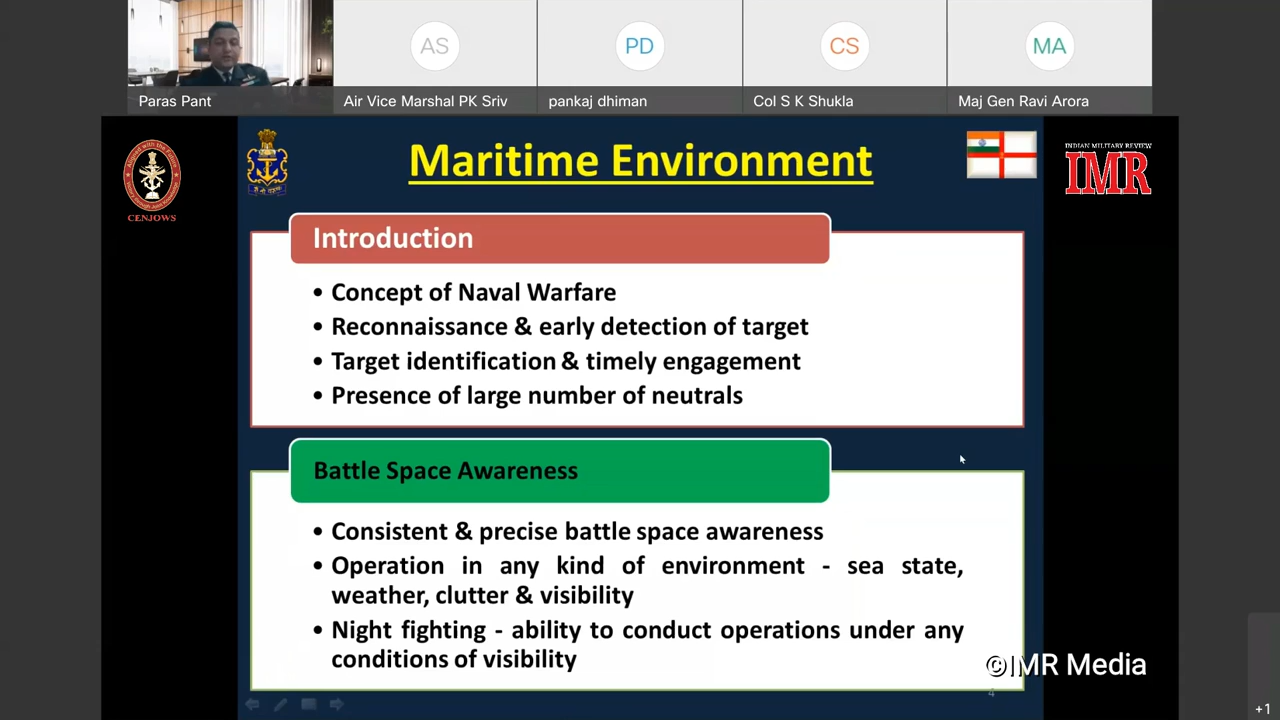 AS
PD
CS
MA
Paras Pant
Air Vice Marshal PK Sriv
pankaj dhiman
Col S K Shukla
Maj Gen Ravi Arora
CENJOWS
Maritime Environment
INDIAN MILITARY REVIEW
IMR
Introduction
• Concept of Naval Warfare
• Reconnaissance & early detection of target
• Target identification & timely engagement
• Presence of large number of neutrals
Battle Space Awareness
• Consistent & precise battle space awareness
• Operation in any kind of environment - sea state,
weather, clutter & visibility
• Night fighting - ability to conduct operations under any
conditions of visibility
©IMR Media
4
+1